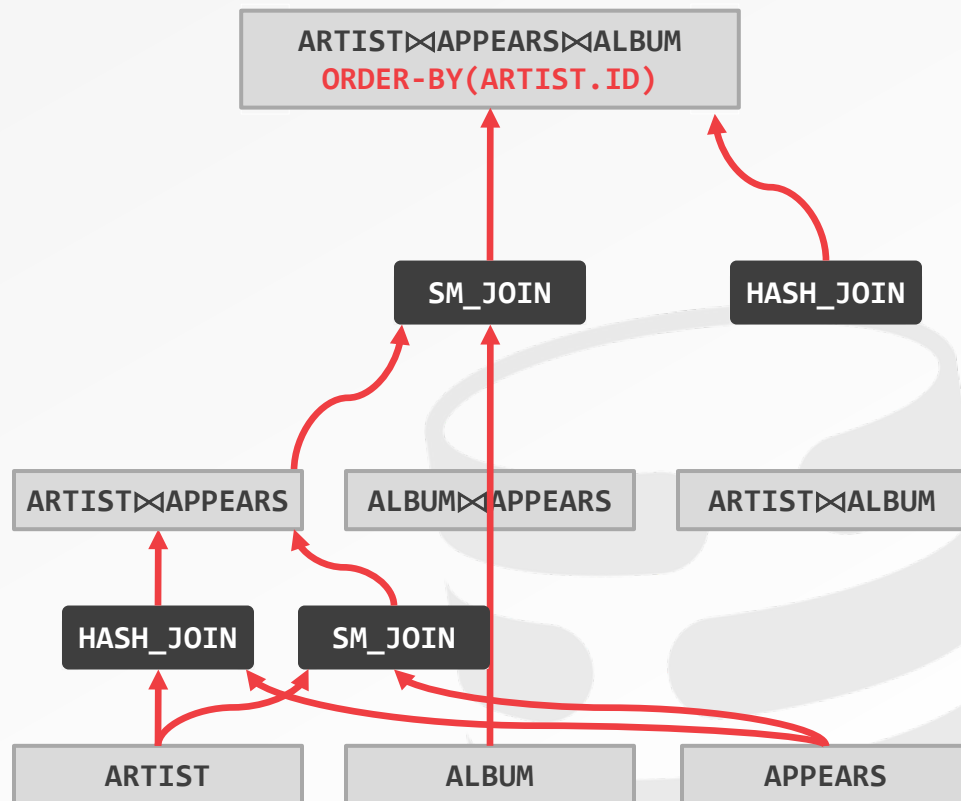 ARTIST⨝APPEARS⨝ALBUM
ORDER-BY(ARTIST.ID)
SM_JOIN
HASH_JOIN
ARTIST⨝APPEARS
ALBUM⨝APPEARS
ARTIST⨝ALBUM
HASH_JOIN
SM_JOIN
ARTIST
ALBUM
APPEARS